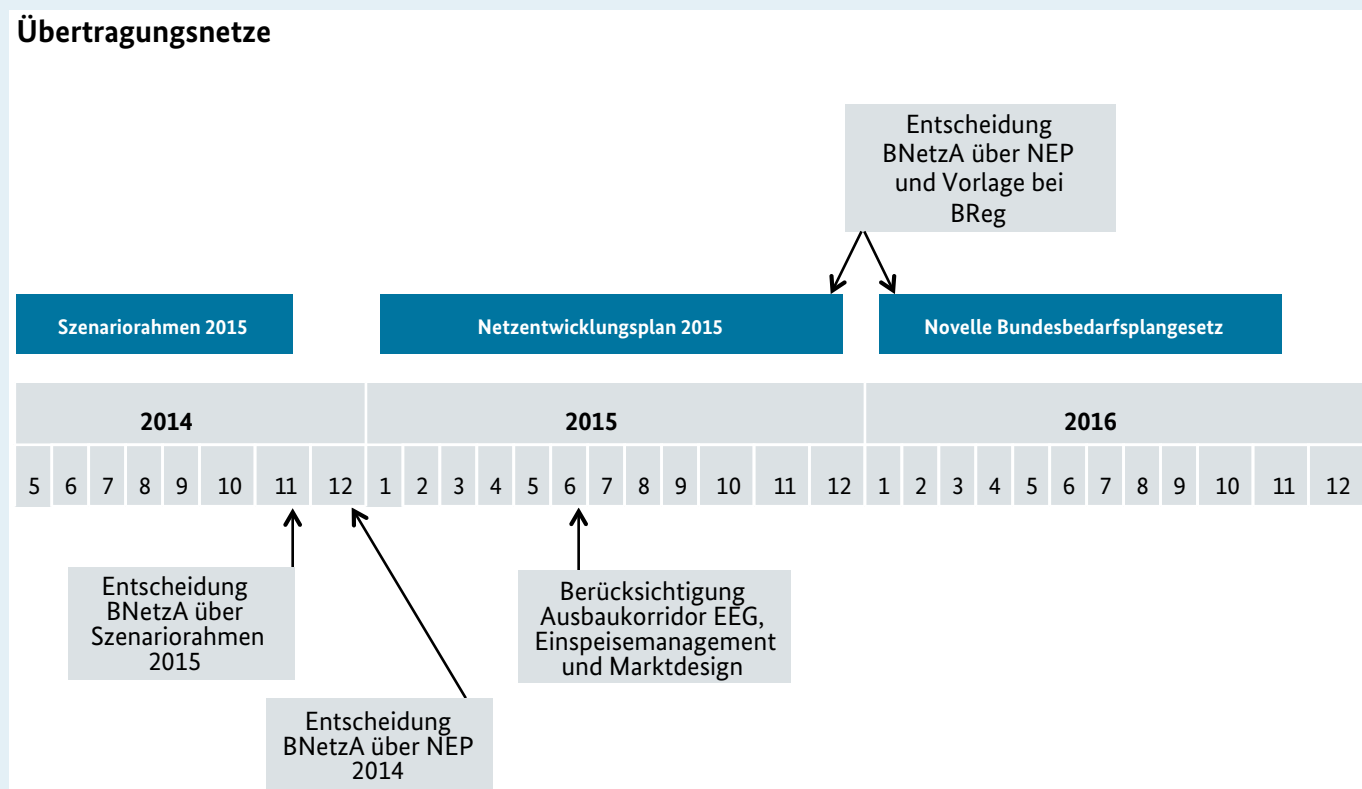 Übertragungsnetze
Entscheidung
BNetzA über NEP
und Vorlage bei
BReg
Szenariorahmen 2015
Netzentwicklungsplan 2015
Novelle Bundesbedarfsplangesetz
2014 2015 2016
5 6 7 8 9 10 11 12 1 2 3 4 5 6 7 8 9 10 11 12 1 2 3 4 5 6 7 8 9 10 11 12
Entscheidung
BNetzA über
Szenariorahmen
2015
Berücksichtigung
Ausbaukorridor EEG,
Einspeisemanagement
und Marktdesign
Entscheidung
BNetzA über NEP
2014